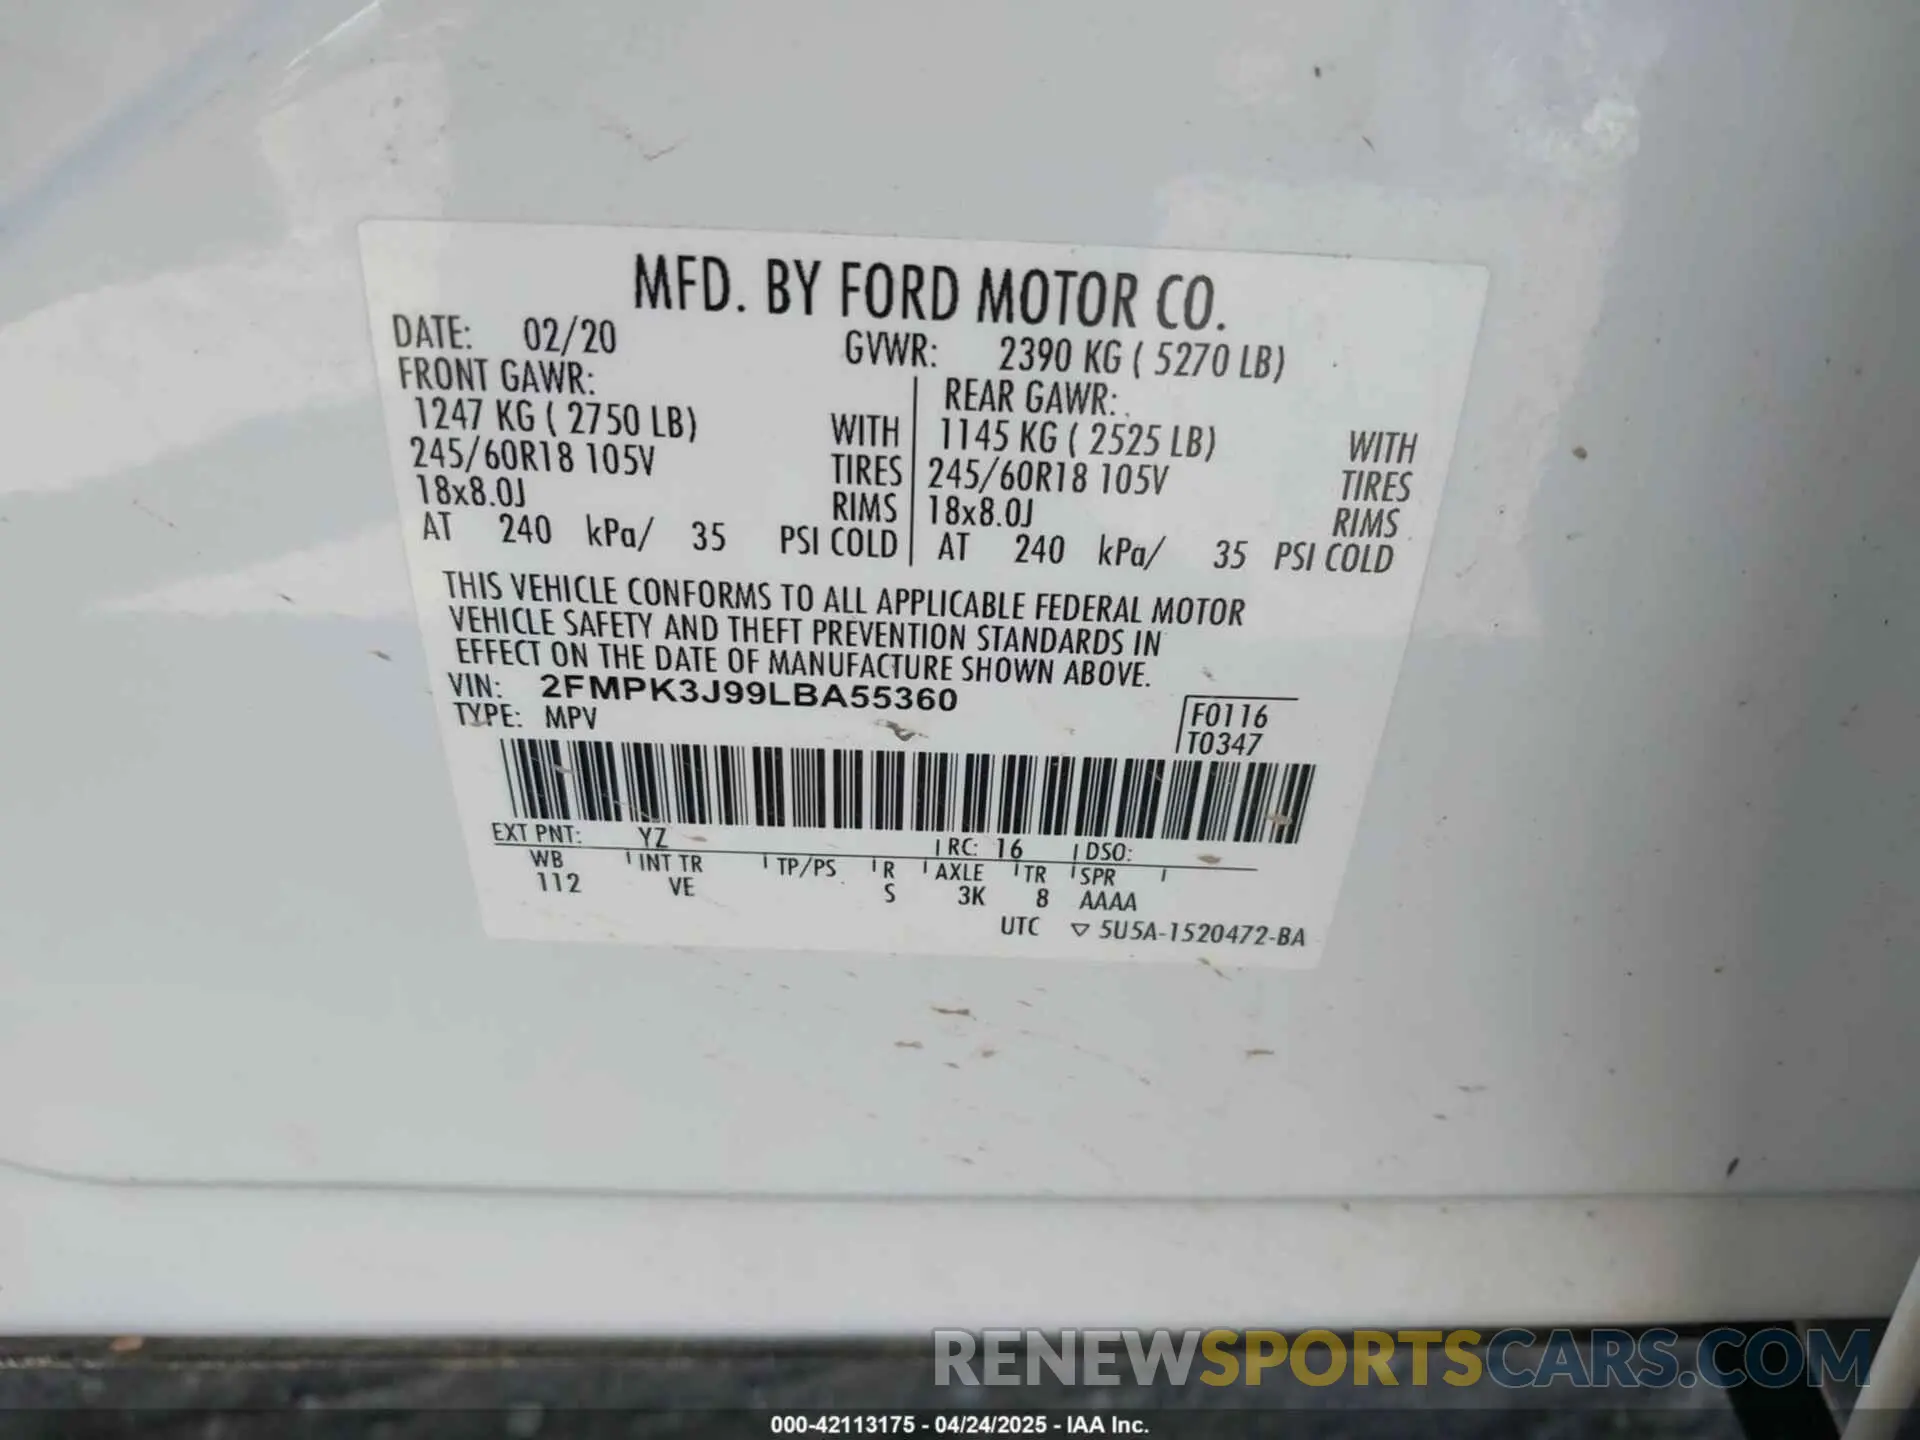 MFD. BY FORD MOTOR CO.
DATE: 02/20 GVWR: 2390 KG ( 5270 LB)
FRONT GAWR: REAR GAWR:
1247 KG ( 2750 LB) WITH 1145 KG ( 2525 LB) WITH
245/60R18 105V TIRES 245/60R18 105V TIRES
18x8.0J RIMS 18x8.0J RIMS
AT 240 kPa/ 35 PSI COLD AT 240 kPa/ 35 PSI COLD
THIS VEHICLE CONFORMS TO ALL APPLICABLE FEDERAL MOTOR
VEHICLE SAFETY AND THEFT PREVENTION STANDARDS IN
EFFECT ON THE DATE OF MANUFACTURE SHOWN ABOVE.
VIN: 2FMPK3J99LBA55360 F0116
TYPE: MPV T0347
EXT PNT: YZ RC: 16 DSO:
WB INT TR TP/PS R AXLE TR SPR
112 VE S 3K 8 AAAA
UTC ▽ 5U5A-1520472-BA
RENEWSPORTSCARS.COM
000-42113175 - 04/24/2025 - IAA Inc.